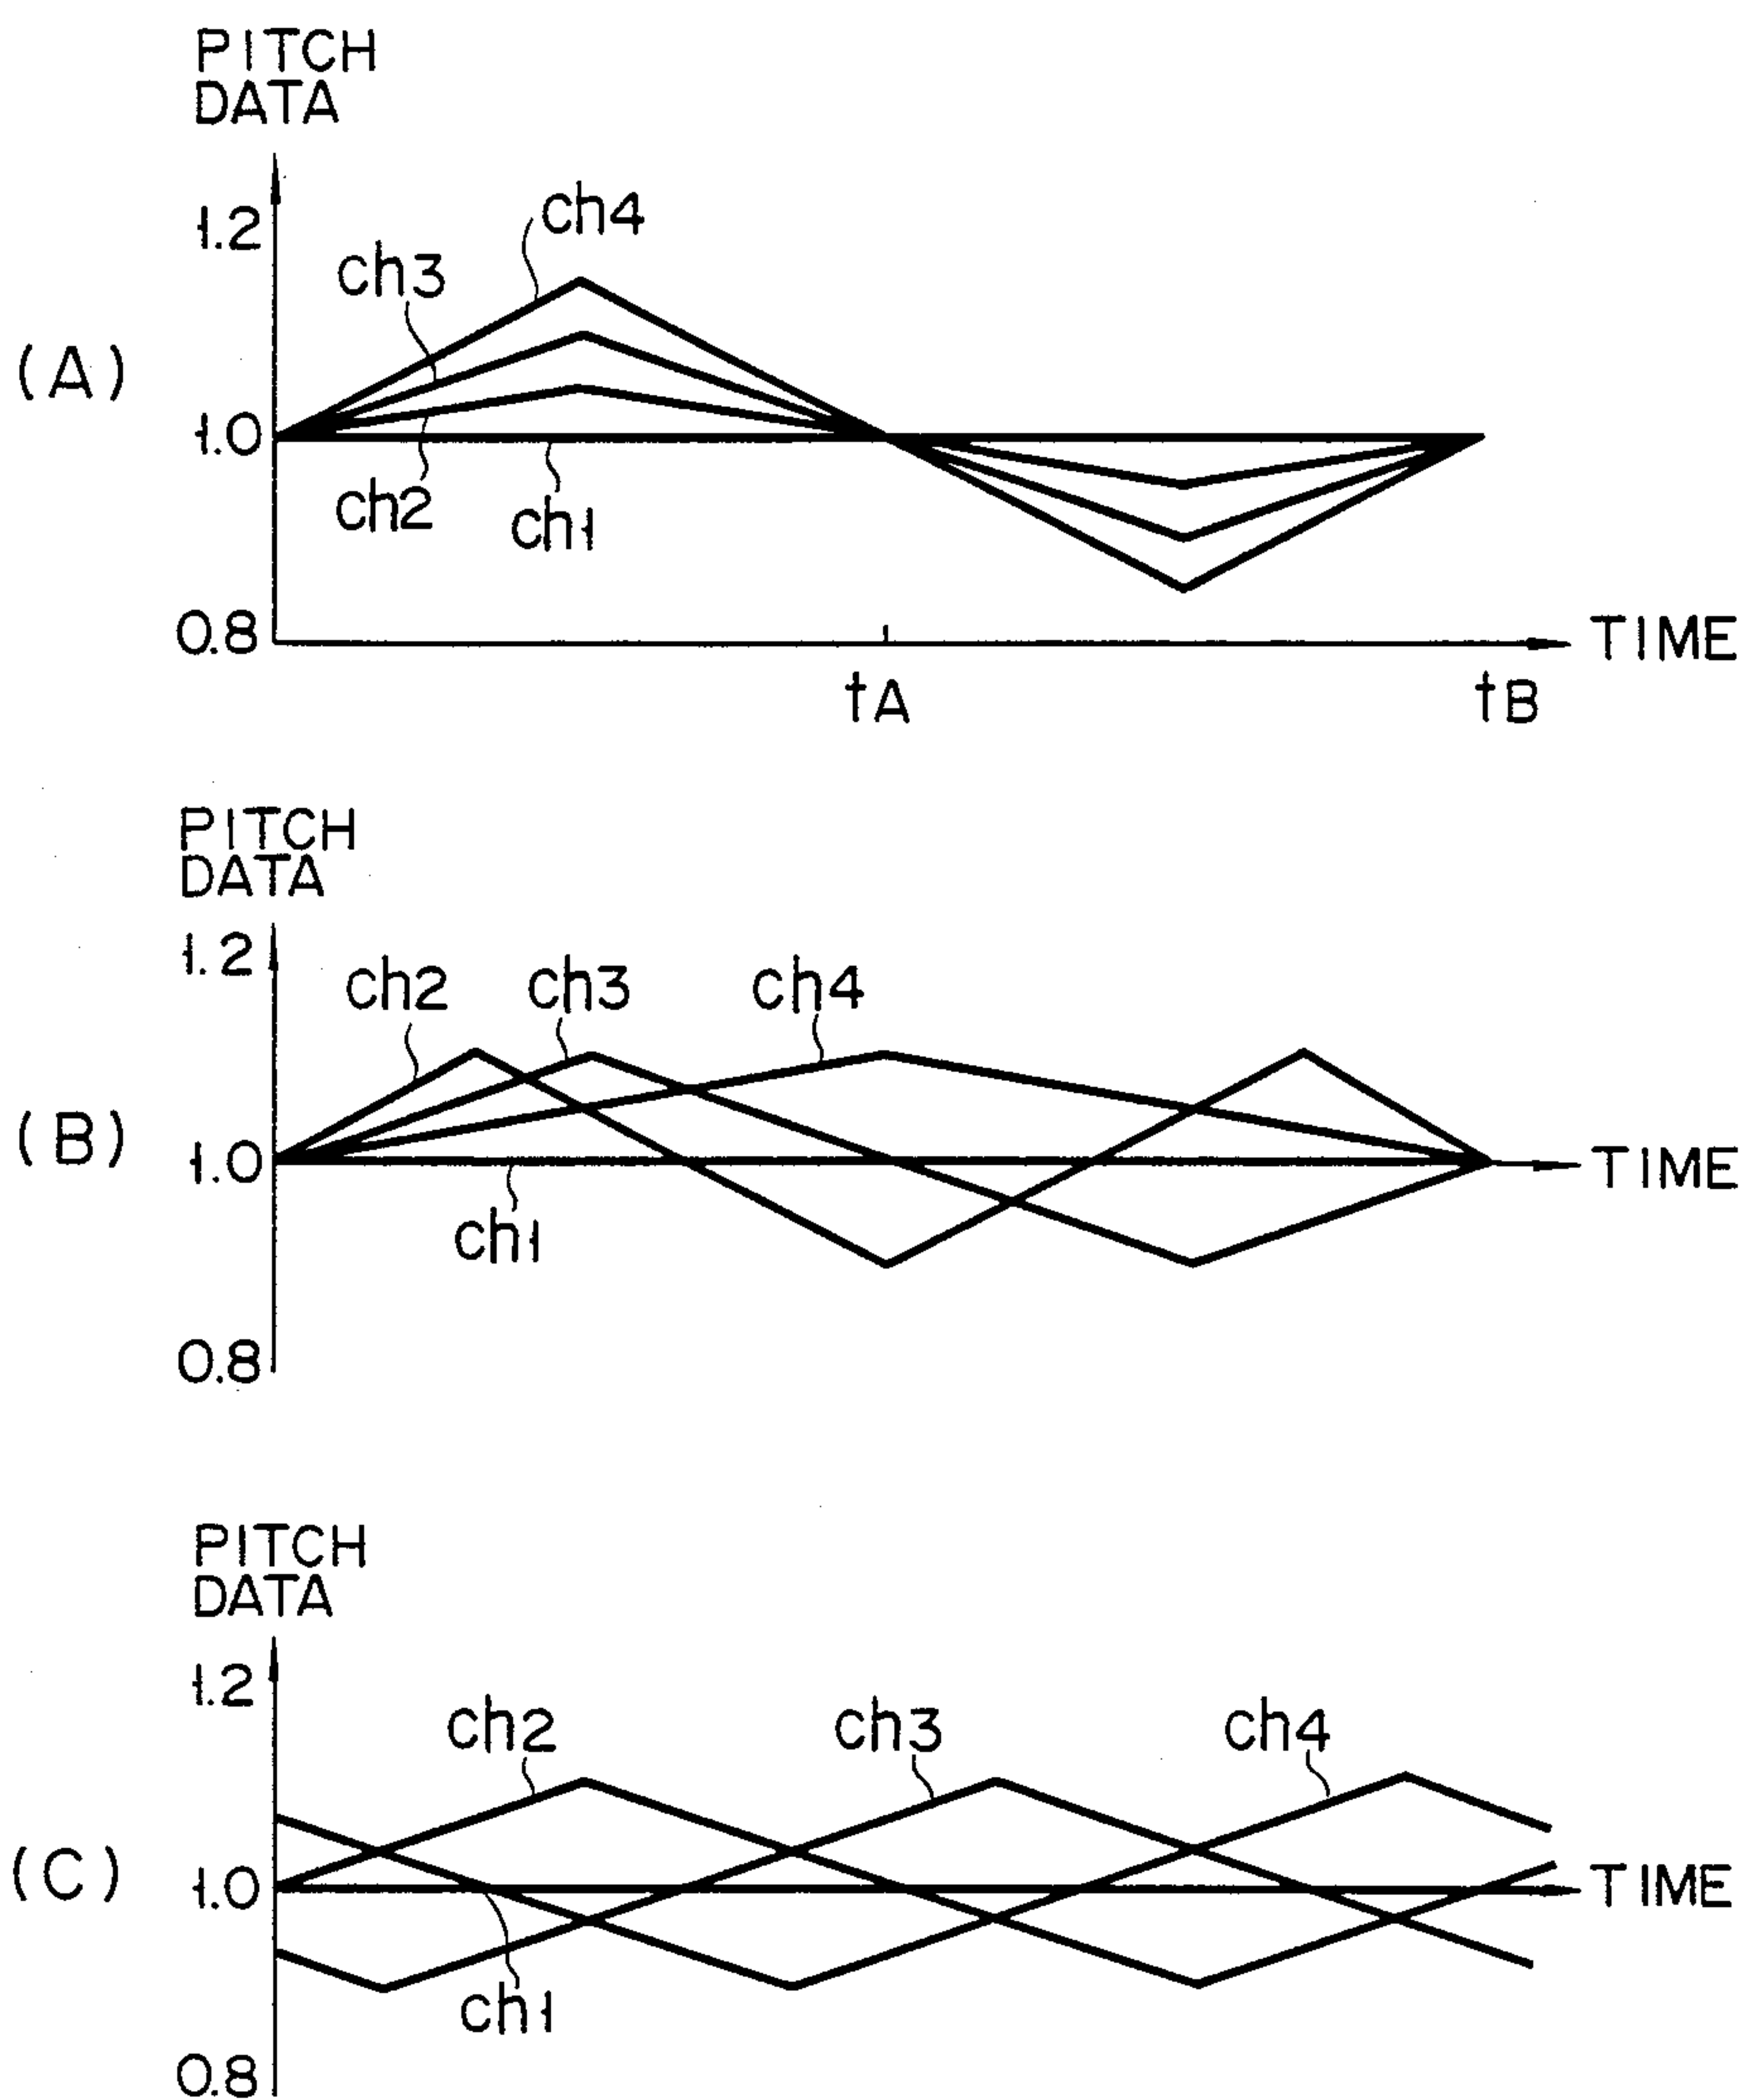 PITCH
DATA
1.2
ch4
ch3
(A)
1.0
ch2
ch1
0.8
TIME
tA
tB
PITCH
DATA
1.2
ch2
ch3
ch4
(B)
1.0
TIME
ch1
0.8
PITCH
DATA
1.2
ch2
ch3
ch4
(C)
1.0
TIME
ch1
0.8